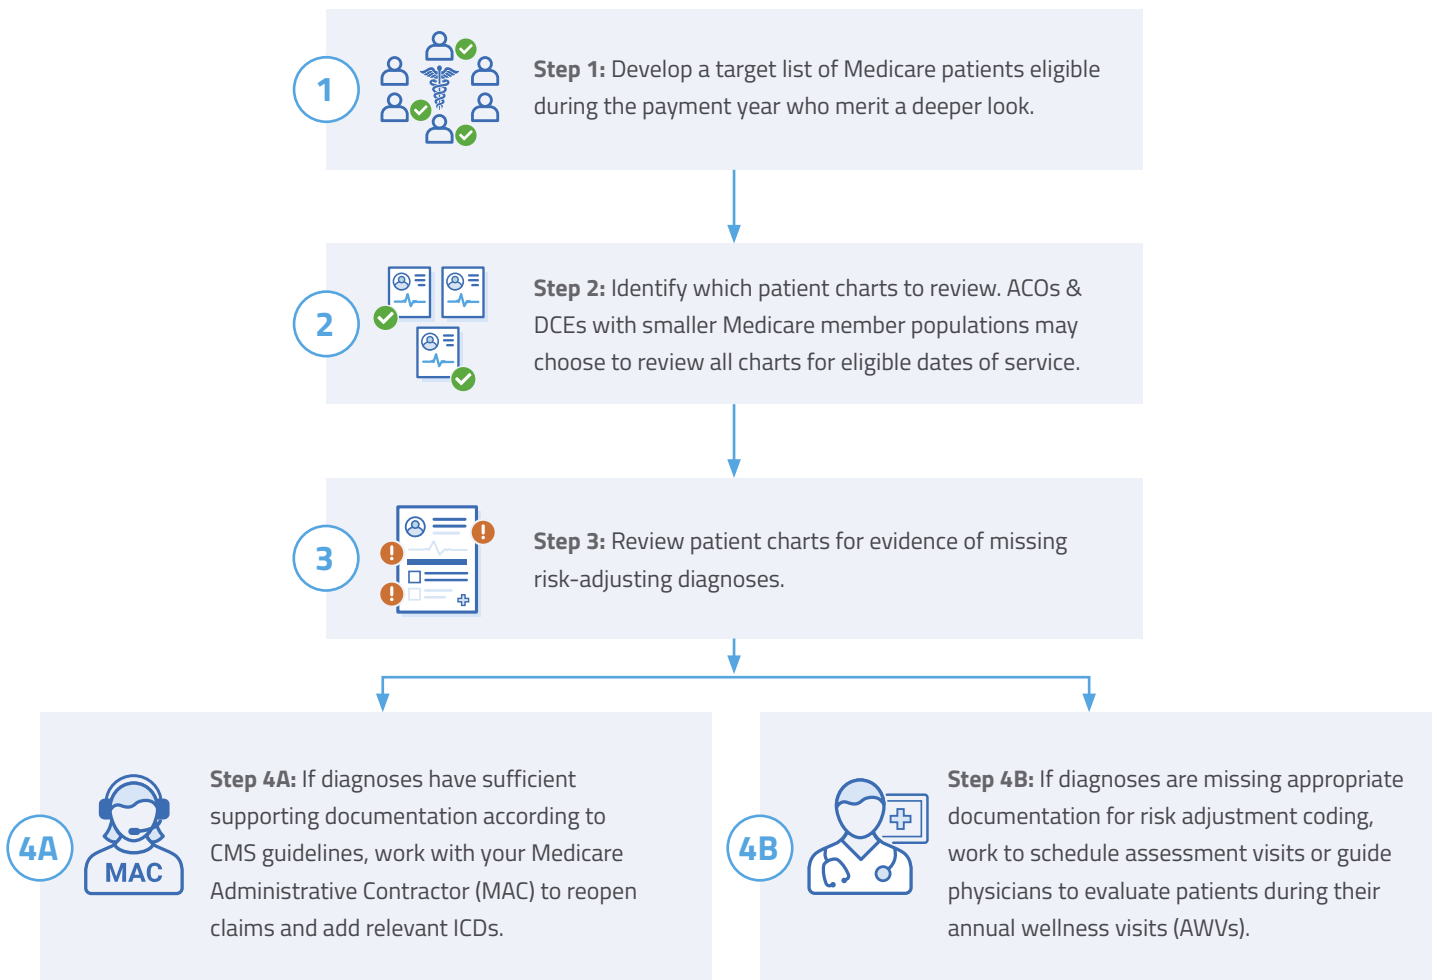 1
Step 1: Develop a target list of Medicare patients eligible
during the payment year who merit a deeper look.
2
Step 2: Identify which patient charts to review. ACOs &
DCEs with smaller Medicare member populations may
choose to review all charts for eligible dates of service.
3
Step 3: Review patient charts for evidence of missing
risk-adjusting diagnoses.
4A
MAC
Step 4A: If diagnoses have sufficient
supporting documentation according to
CMS guidelines, work with your Medicare
Administrative Contractor (MAC) to reopen
claims and add relevant ICDs.
4B
Step 4B: If diagnoses are missing appropriate
documentation for risk adjustment coding,
work to schedule assessment visits or guide
physicians to evaluate patients during their
annual wellness visits (AWVs).